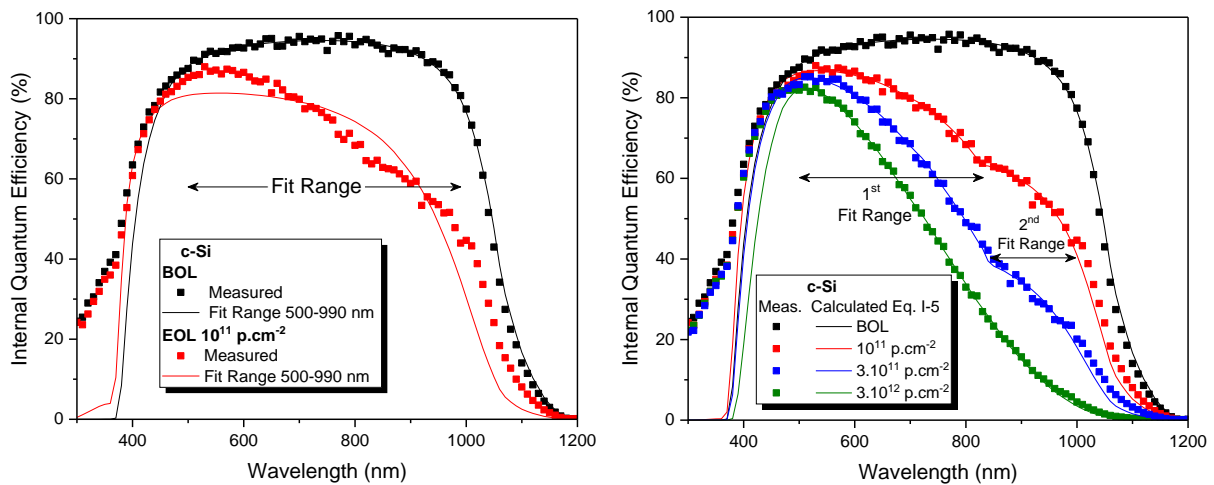 Internal Quantum Efficiency (%)
100
80
60
40
20
0
Fit Range
c-Si
BOL
Measured
Fit Range 500-990 nm
EOL 10¹¹ p.cm⁻²
Measured
Fit Range 500-990 nm
400 600 800 1000 1200
Wavelength (nm)
Internal Quantum Efficiency (%)
100
80
60
40
20
0
1st
Fit Range
2nd
Fit Range
c-Si
Meas. Calculated Eq. I-5
BOL
10¹¹ p.cm⁻²
3.10¹¹ p.cm⁻²
3.10¹² p.cm⁻²
400 600 800 1000 1200
Wavelength (nm)